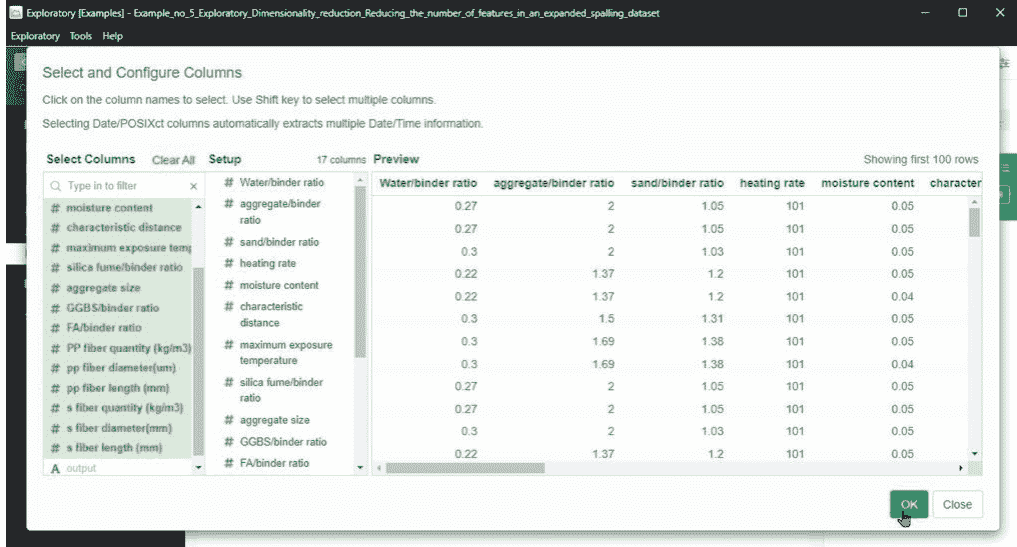 Exploratory [Examples] - Example_no_5_Exploratory_Dimensionality_reduction_Reducing_the_number_of_features_in_an_expanded_spalling_dataset
Exploratory Tools Help
Select and Configure Columns
Click on the column names to select. Use Shift key to select multiple columns.
Selecting Date/POSIXct columns automatically extracts multiple Date/Time information.
Select Columns Clear All Setup 17 columns Preview Showing first 100 rows
Type in to filter
# moisture content
# characteristic distance
# maximum exposure temp
# silica fume/binder ratio
# aggregate size
# GGBS/binder ratio
# FA/binder ratio
# PP fiber quantity (kg/m3)
# pp fiber diameter(um)
# pp fiber length (mm)
# s fiber quantity (kg/m3)
# s fiber diameter(mm)
# s fiber length (mm)
A output
# Water/binder ratio
# aggregate/binder
ratio
# sand/binder ratio
# heating rate
# moisture content
# characteristic
distance
# maximum exposure
temperature
# silica fume/binder
ratio
# aggregate size
# GGBS/binder ratio
# FA/binder ratio
Water/binder ratio aggregate/binder ratio sand/binder ratio heating rate moisture content character
0.27 2 1.05 101 0.05
0.27 2 1.05 101 0.05
0.3 2 1.03 101 0.05
0.22 1.37 1.2 101 0.05
0.22 1.37 1.2 101 0.04
0.3 1.5 1.31 101 0.05
0.3 1.69 1.38 101 0.05
0.3 1.69 1.38 101 0.04
0.27 2 1.05 101 0.05
0.27 2 1.05 101 0.05
0.3 2 1.03 101 0.05
0.22 1.37 1.2 101 0.05
OK Close